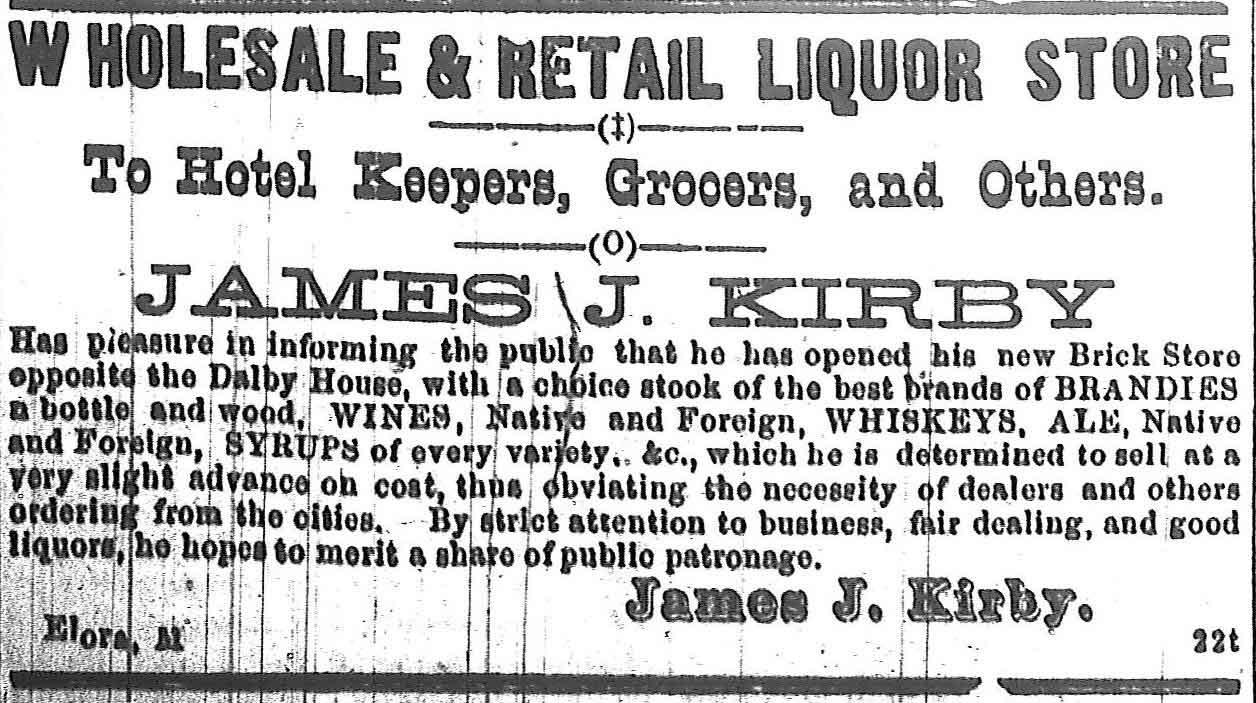 WHOLESALE & RETAIL LIQUOR STORE
(‡)
To Hotel Keepers, Grocers, and Others.
(O)
JAMES J. KIRBY
Has pleasure in informing the public that he has opened his new Brick Store
opposite the Dalby House, with a choice stock of the best brands of BRANDIES
n bottle and wood, WINES, Native and Foreign, WHISKEYS, ALE, Native
and Foreign, SYRUPS of every variety, &c., which he is determined to sell at a
very slight advance on cost, thus obviating the necessity of dealers and others
ordering from the cities. By strict attention to business, fair dealing, and good
liquors, he hopes to merit a share of public patronage.
James J. Kirby.
Elora, M
22t